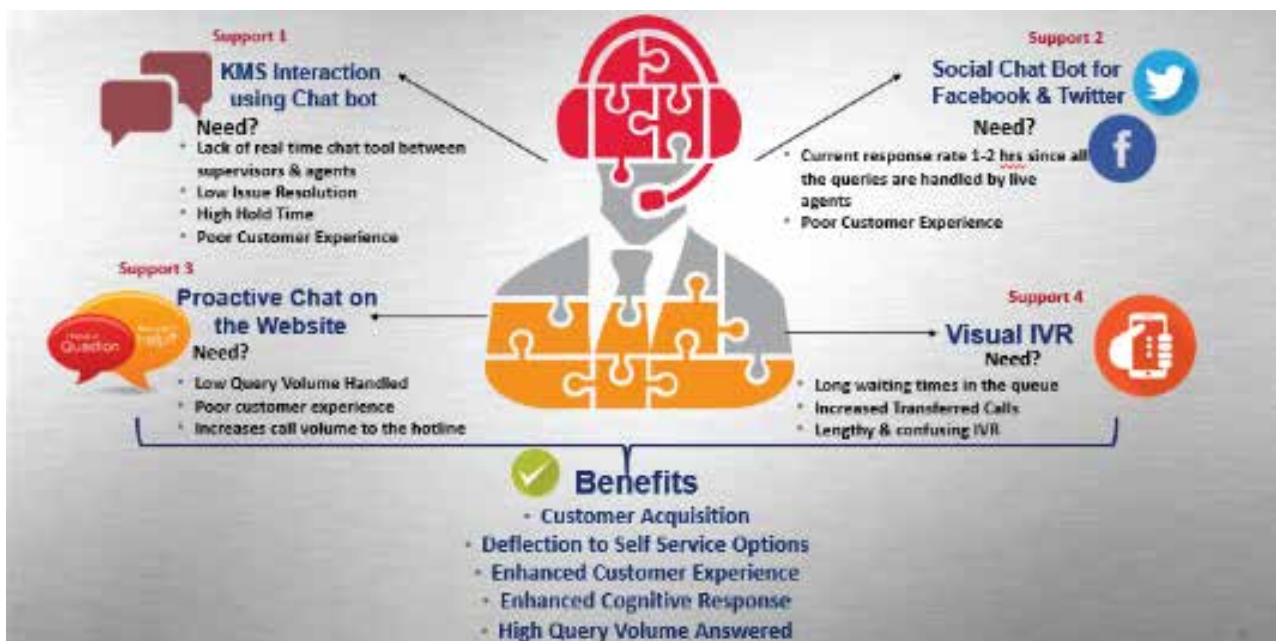 Support 1
KMS Interaction
using Chat bot
Need?
• Lack of real time chat tool between
supervisors & agents
• Low Issue Resolution
• High Hold Time
• Poor Customer Experience
Support 2
Social Chat Bot for
Facebook & Twitter
Need?
• Current response rate 1-2 hrs since all
the queries are handled by live
agents
• Poor Customer Experience
f
Support 3
Proactive Chat on
the Website
Question
help?
Need?
• Low Query Volume Handled
• Poor customer experience
• Increases call volume to the hotline
Support 4
Visual IVR
Need?
• Long waiting times in the queue
• Increased Transferred Calls
• Lengthy & confusing IVR
Benefits
• Customer Acquisition
• Deflection to Self Service Options
• Enhanced Customer Experience
• Enhanced Cognitive Response
• High Query Volume Answered